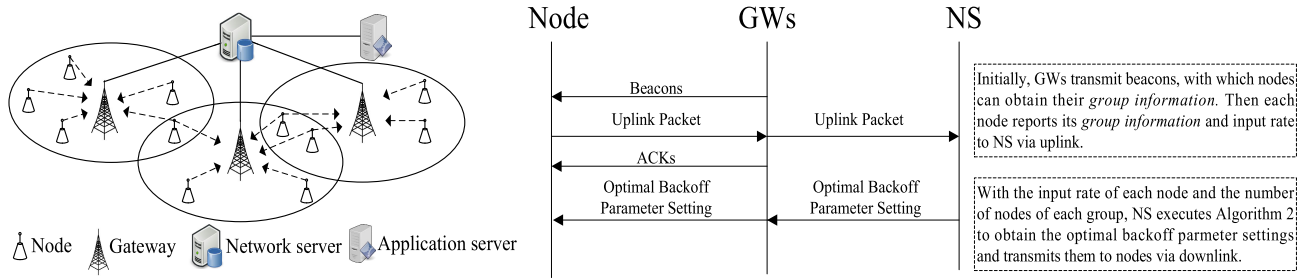 Node
Gateway
Network server
Application server
Node
GWs
NS
Beacons
Uplink Packet
Uplink Packet
ACKs
Optimal Backoff
Parameter Setting
Optimal Backoff
Parameter Setting
Initially, GWs transmit beacons, with which nodes
can obtain their group information. Then each
node reports its group information and input rate
to NS via uplink.
With the input rate of each node and the number
of nodes of each group, NS executes Algorithm 2
to obtain the optimal backoff parmeter settings
and transmits them to nodes via downlink.